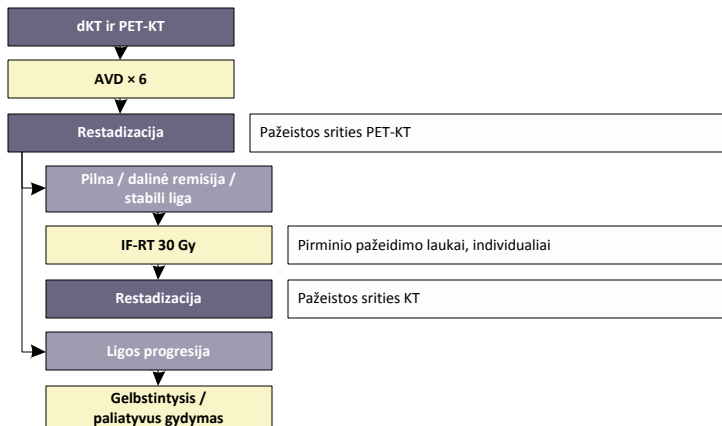 dKT ir PET-KT
AVD × 6
Restadizacija
Pažeistos srities PET-KT
Pilna / dalinė remisija /
stabili liga
IF-RT 30 Gy
Pirminio pažeidimo laukai, individualiai
Restadizacija
Pažeistos srities KT
Ligos progresija
Gelbstintysis /
paliatyvus gydymas